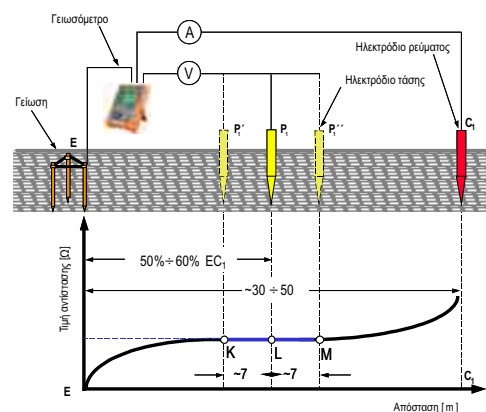 Γειωσόμετρο
A
Ηλεκτρόδιο ρεύματος
V
Ηλεκτρόδιο τάσης
Γείωση
E
P₁´
P₁
P₁´´
C₁
Τιμή αντίστασης [Ω]
50%÷60% EC₁
~30 ÷50
K
L
M
~7
~7
E
C₁
Απόσταση [m]